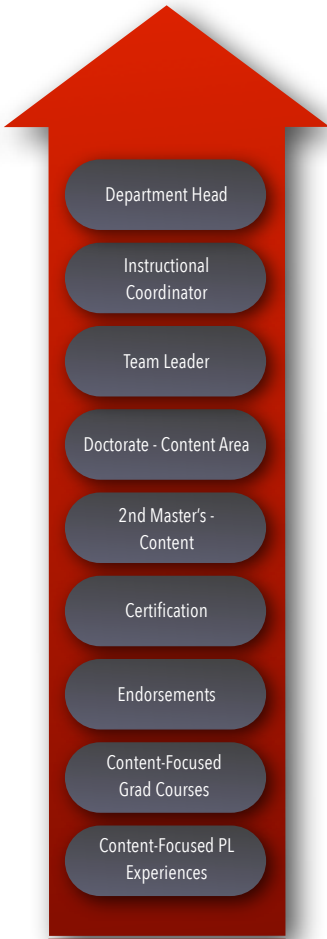 Department Head
Instructional
Coordinator
Team Leader
Doctorate - Content Area
2nd Master's -
Content
Certification
Endorsements
Content-Focused
Grad Courses
Content-Focused PL
Experiences